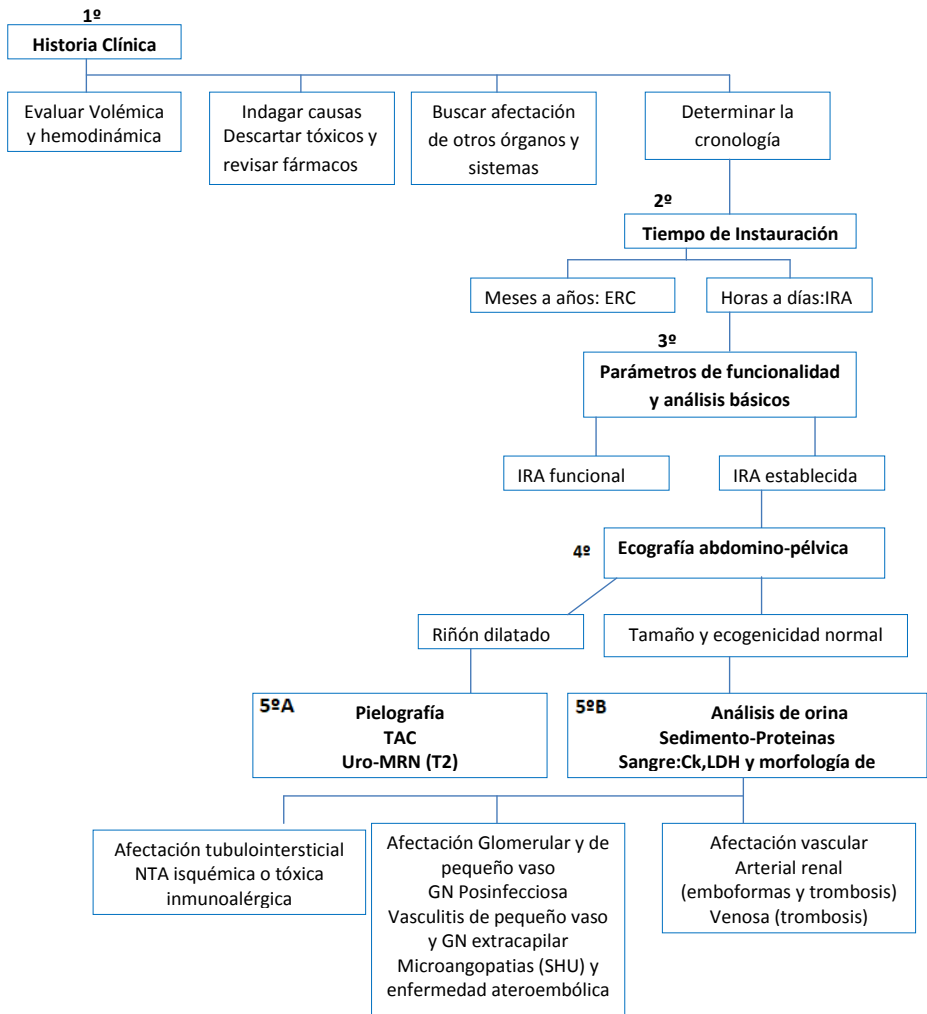 1º
Historia Clínica
Evaluar Volémica
y hemodinámica
Indagar causas
Descartar tóxicos y
revisar fármacos
Buscar afectación
de otros órganos y
sistemas
Determinar la
cronología
2º
Tiempo de Instauración
Meses a años: ERC
Horas a días:IRA
3º
Parámetros de funcionalidad
y análisis básicos
IRA funcional
IRA establecida
4º
Ecografía abdomino-pélvica
Riñón dilatado
Tamaño y ecogenicidad normal
5ºA
Pielografía
TAC
Uro-MRN (T2)
5ºB
Análisis de orina
Sedimento-Proteinas
Sangre:Ck,LDH y morfología de
Afectación tubulointersticial
NTA isquémica o tóxica
inmunoalérgica
Afectación Glomerular y de
pequeño vaso
GN Posinfecciosa
Vasculitis de pequeño vaso
y GN extracapilar
Microangopatias (SHU) y
enfermedad ateroembólica
Afectación vascular
Arterial renal
(emboformas y trombosis)
Venosa (trombosis)